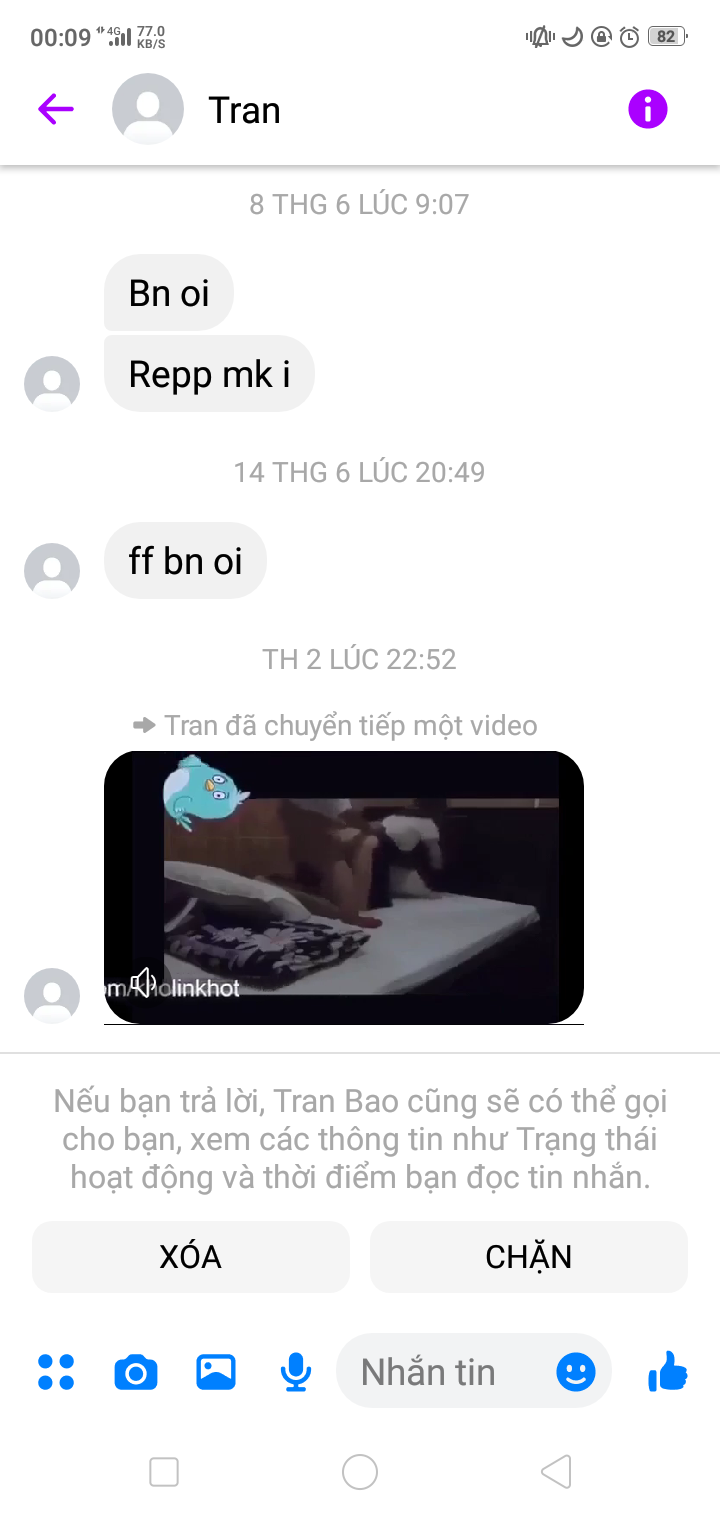 00:09 4G 77.0 KB/S 82
Tran
8 THG 6 LÚC 9:07
Bn oi
Repp mk i
14 THG 6 LÚC 20:49
ff bn oi
TH 2 LÚC 22:52
Tran đã chuyển tiếp một video
olinkhot
Nếu bạn trả lời, Tran Bao cũng sẽ có thể gọi
cho bạn, xem các thông tin như Trạng thái
hoạt động và thời điểm bạn đọc tin nhắn.
XÓA CHẶN
Nhắn tin